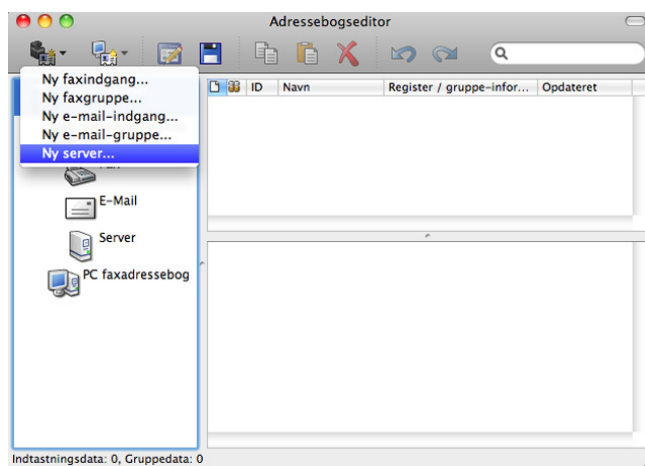 Adressebogseditor
Ny faxindgang...
Ny faxgruppe...
Ny e-mail-indgang...
Ny e-mail-gruppe...
Ny server...
ID Navn Register / gruppe-infor... Opdateret
E-Mail
Server
PC faxadressebog
Indtastningsdata: 0, Gruppedata: 0